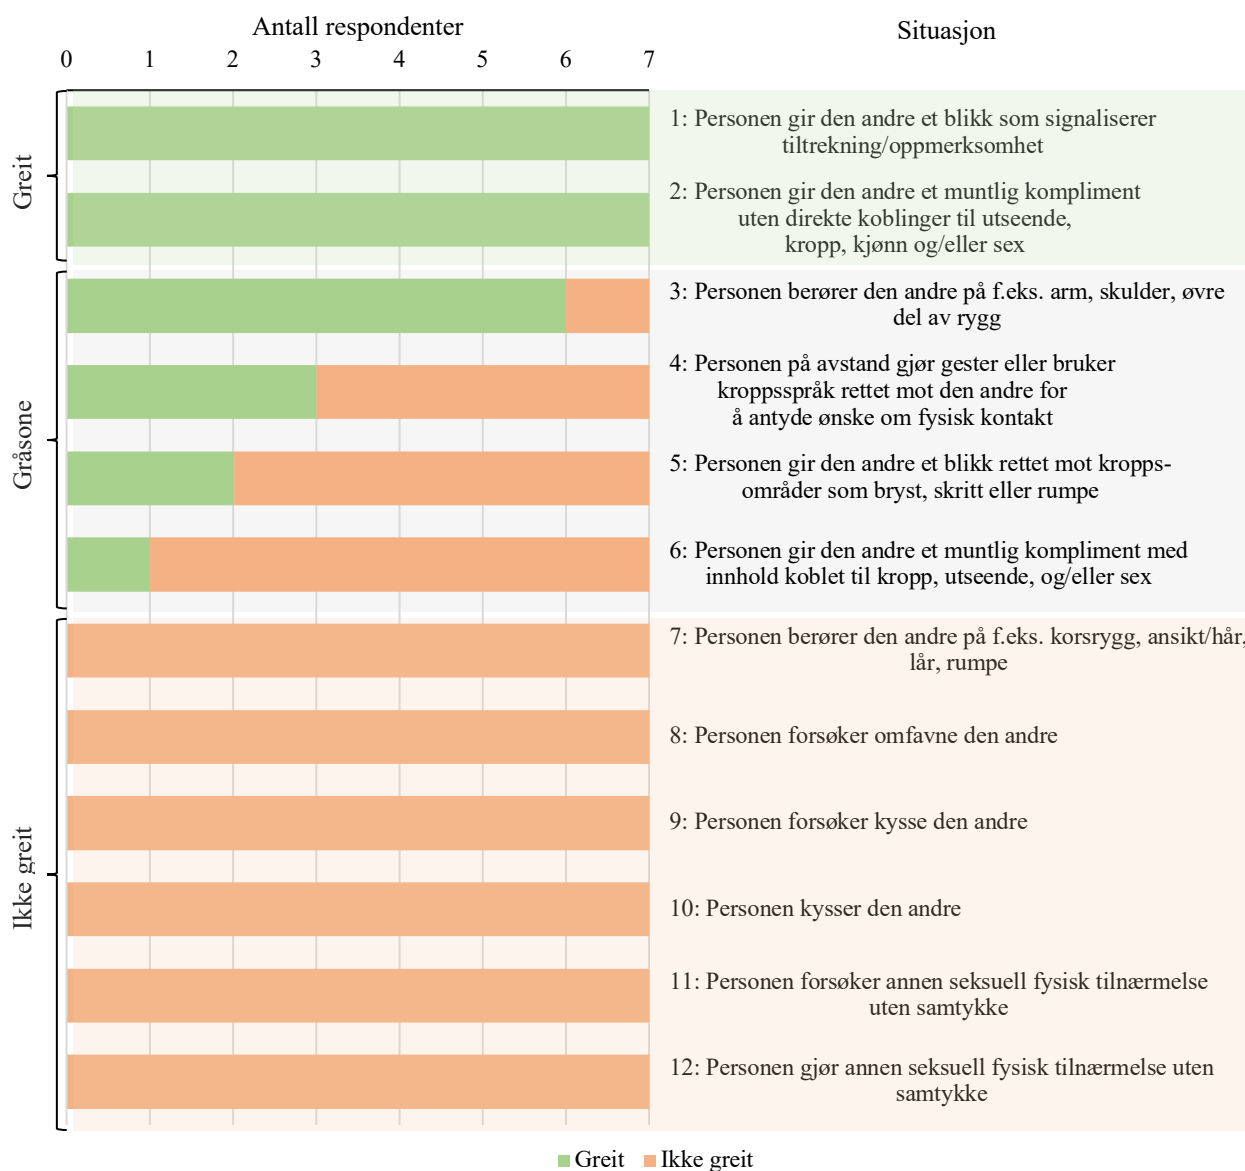 Antall respondenter
Situasjon
0 1 2 3 4 5 6 7
Greit
1: Personen gir den andre et blikk som signaliserer
tiltrekning/oppmerksomhet
2: Personen gir den andre et muntlig kompliment
uten direkte koblinger til utseende,
kropp, kjønn og/eller sex
Gråsone
3: Personen berører den andre på f.eks. arm, skulder, øvre
del av rygg
4: Personen på avstand gjør gester eller bruker
kroppsspråk rettet mot den andre for
å antyde ønske om fysisk kontakt
5: Personen gir den andre et blikk rettet mot kropps-
områder som bryst, skritt eller rumpe
6: Personen gir den andre et muntlig kompliment med
innhold koblet til kropp, utseende, og/eller sex
Ikke greit
7: Personen berører den andre på f.eks. korsrygg, ansikt/hår,
lår, rumpe
8: Personen forsøker omfavne den andre
9: Personen forsøker kysse den andre
10: Personen kysser den andre
11: Personen forsøker annen seksuell fysisk tilnærmelse
uten samtykke
12: Personen gjør annen seksuell fysisk tilnærmelse uten
samtykke
Greit Ikke greit